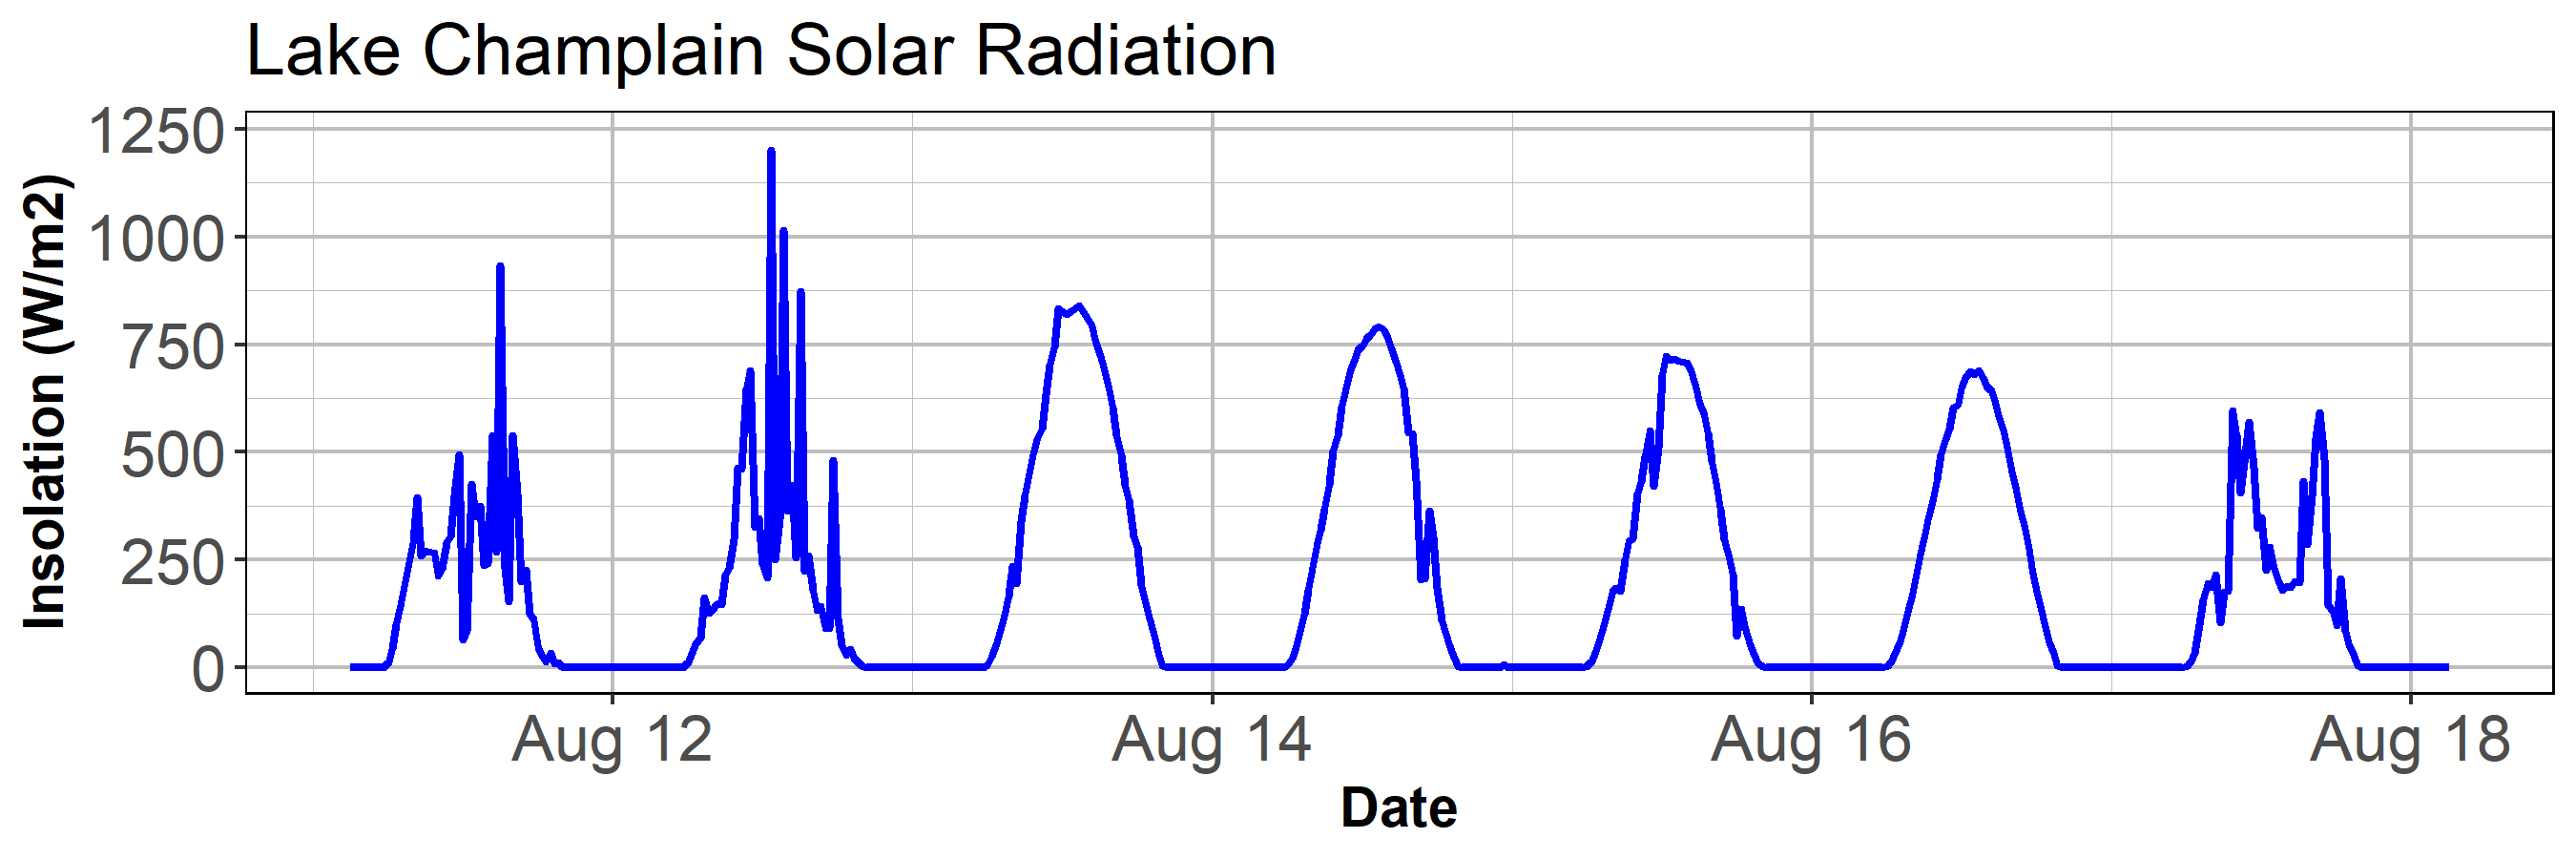 Lake Champlain Solar Radiation
1250
1000
750
500
250
0
Insolation (W/m2)
Aug 12
Aug 14
Aug 16
Aug 18
Date